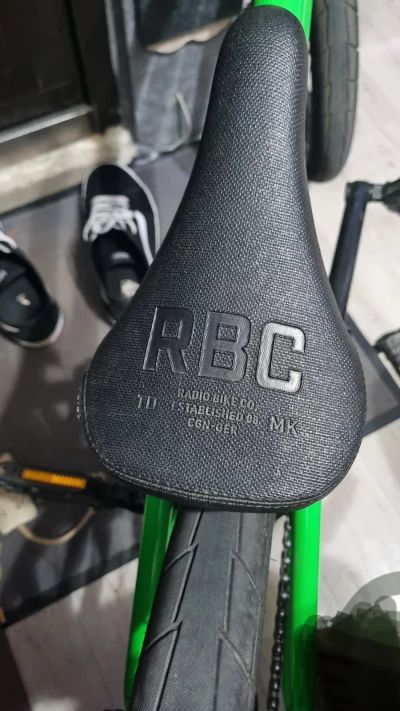 RBC
RADIO BIKE CO.
TD ESTABLISHED 08 MK
CGN-GER